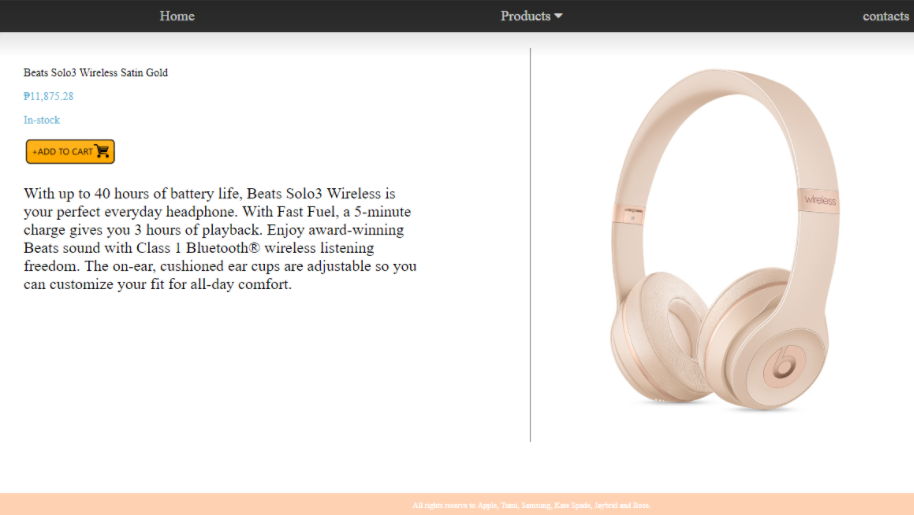 Home
Products
contacts
Beats Solo3 Wireless Satin Gold
₱11,875.28
In-stock
+ADD TO CART
With up to 40 hours of battery life, Beats Solo3 Wireless is
your perfect everyday headphone. With Fast Fuel, a 5-minute
charge gives you 3 hours of playback. Enjoy award-winning
Beats sound with Class 1 Bluetooth® wireless listening
freedom. The on-ear, cushioned ear cups are adjustable so you
can customize your fit for all-day comfort.
wireless
b
All rights reserve to Apple, Tumi, Samsung, Kate Spade, Jaybird and Bose.